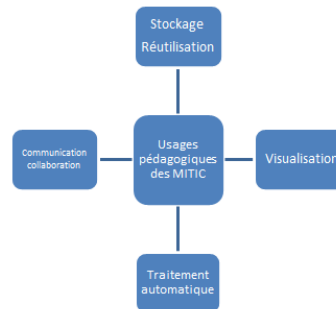 Stockage
Réutilisation
Communication
collaboration
Usages
pédagogiques
des MITIC
Visualisation
Traitement
automatique